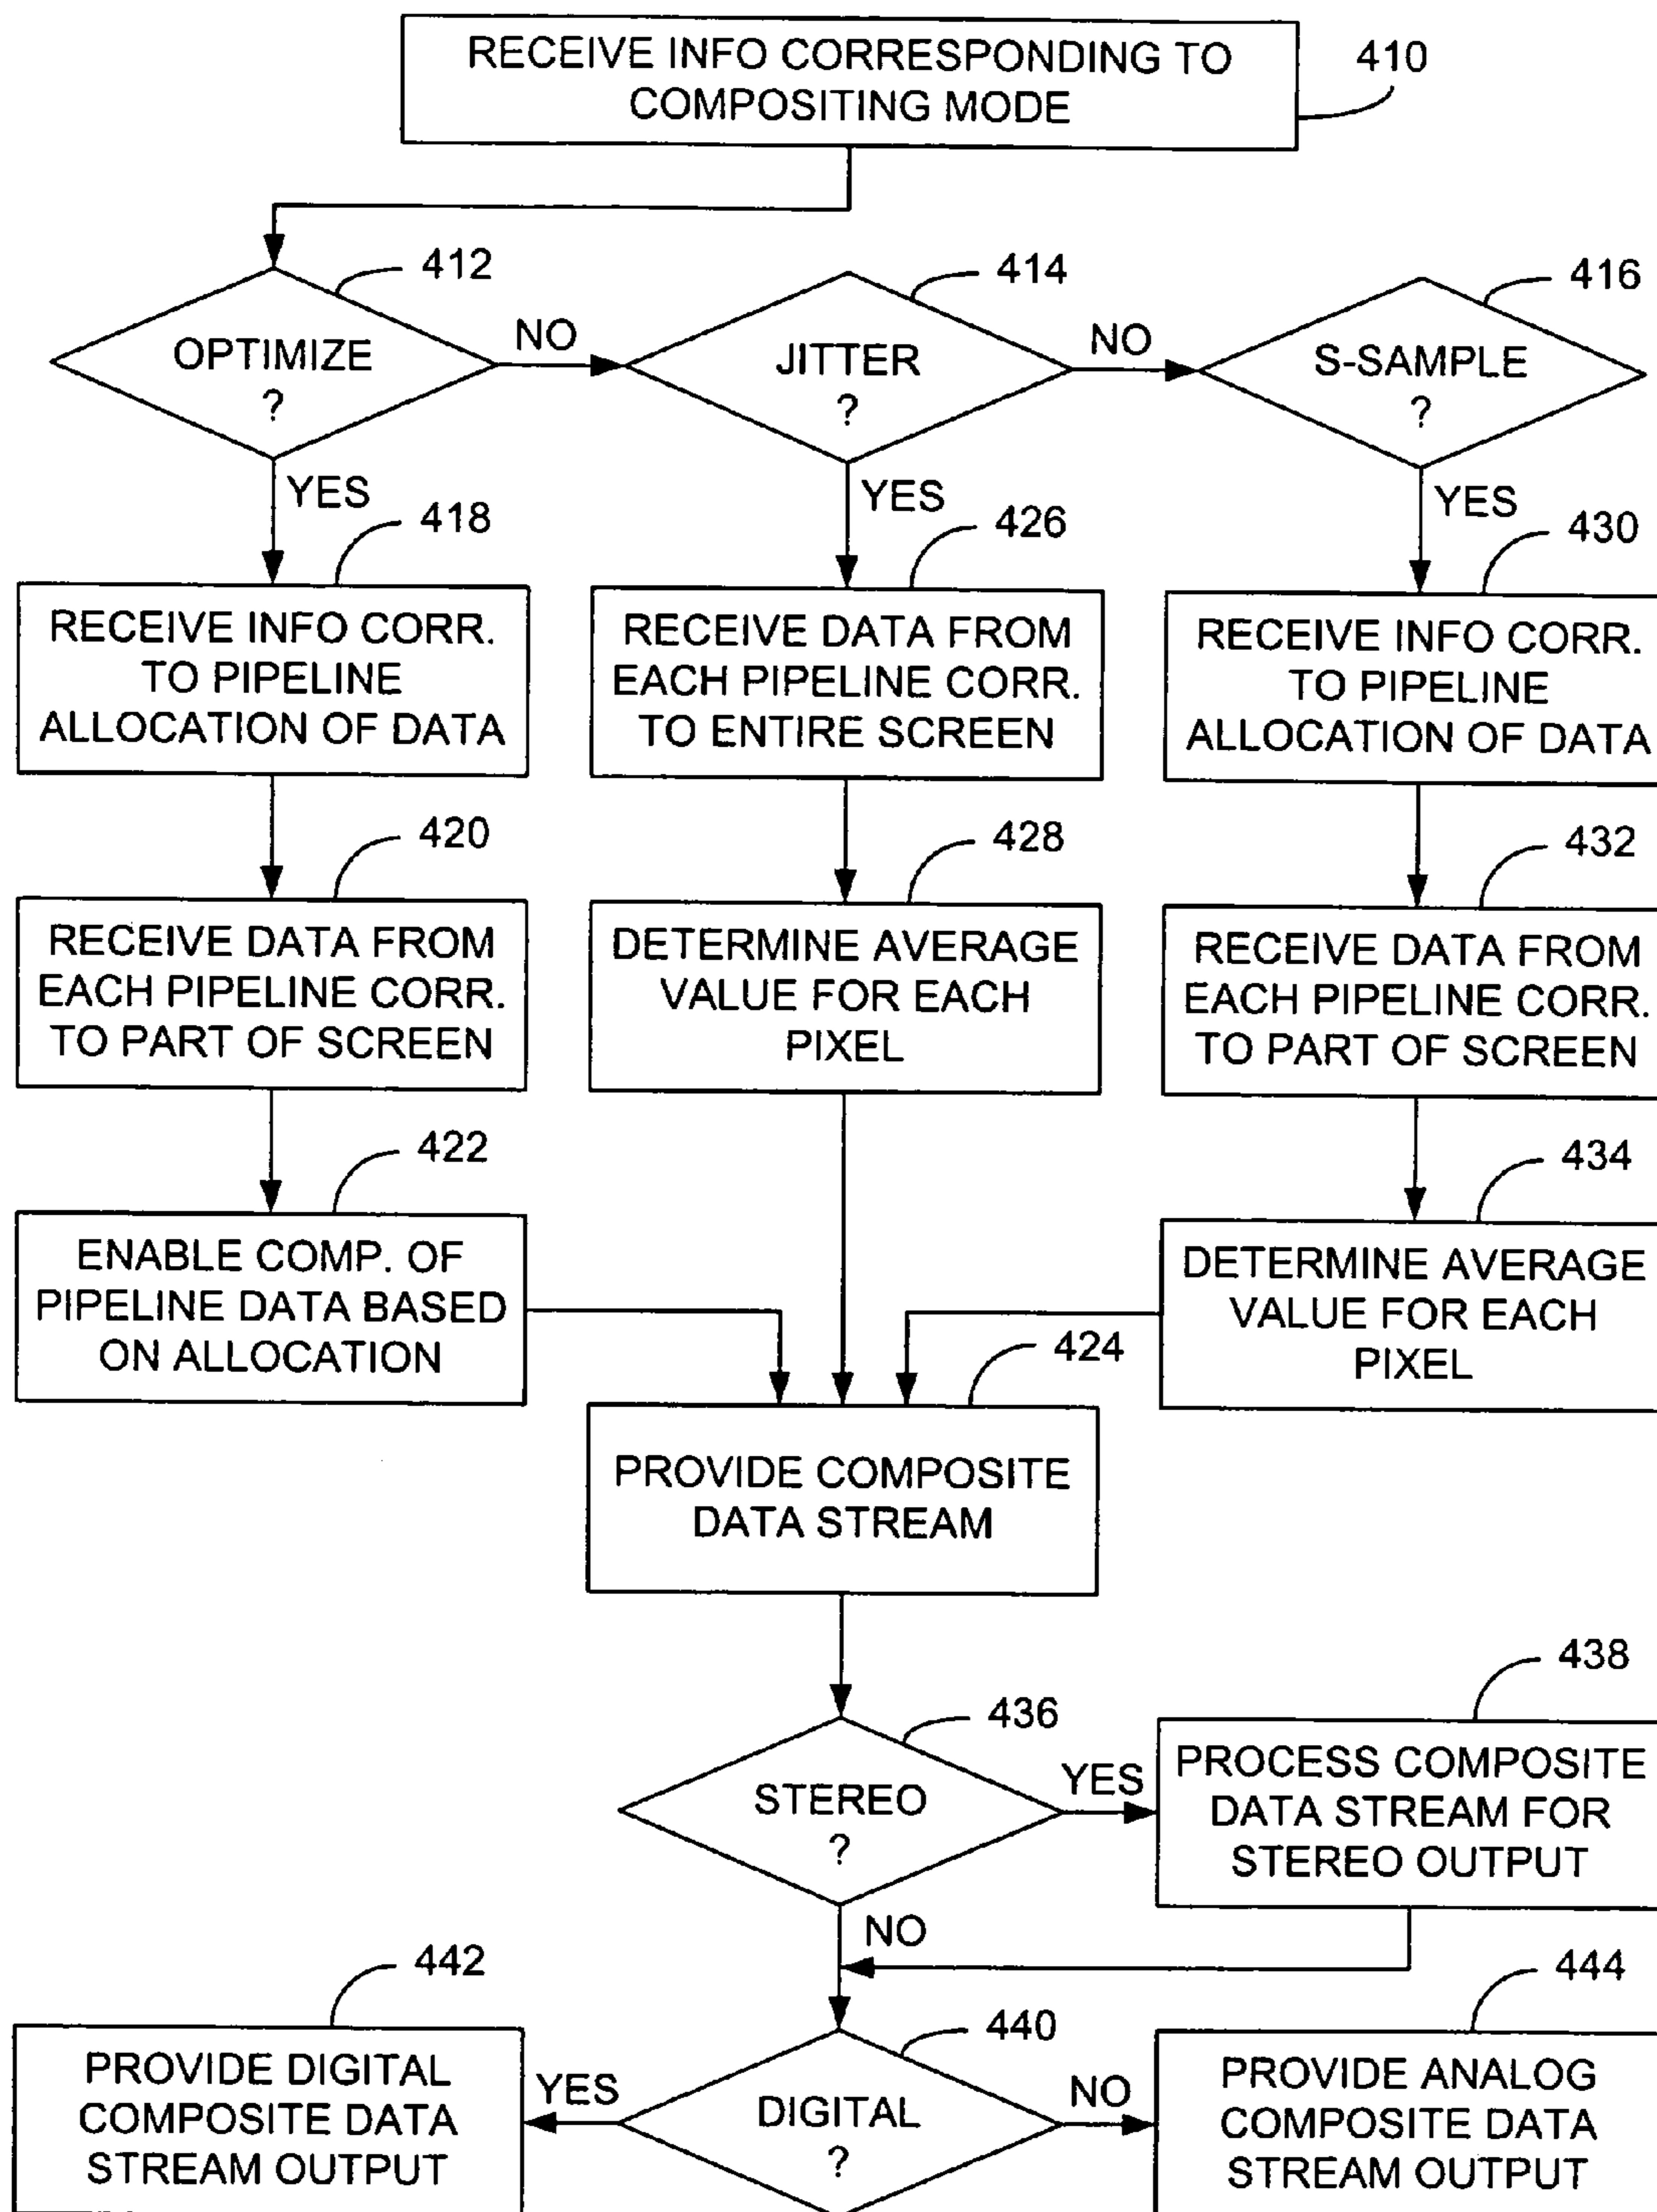 RECEIVE INFO CORRESPONDING TO
COMPOSITING MODE
410
412
414
416
OPTIMIZE
?
NO
JITTER
?
NO
S-SAMPLE
?
YES
YES
YES
418
426
430
RECEIVE INFO CORR.
TO PIPELINE
ALLOCATION OF DATA
RECEIVE DATA FROM
EACH PIPELINE CORR.
TO ENTIRE SCREEN
RECEIVE INFO CORR.
TO PIPELINE
ALLOCATION OF DATA
420
428
432
RECEIVE DATA FROM
EACH PIPELINE CORR.
TO PART OF SCREEN
DETERMINE AVERAGE
VALUE FOR EACH
PIXEL
RECEIVE DATA FROM
EACH PIPELINE CORR.
TO PART OF SCREEN
422
434
ENABLE COMP. OF
PIPELINE DATA BASED
ON ALLOCATION
DETERMINE AVERAGE
VALUE FOR EACH
PIXEL
424
PROVIDE COMPOSITE
DATA STREAM
436
438
STEREO
?
YES
PROCESS COMPOSITE
DATA STREAM FOR
STEREO OUTPUT
NO
442
440
444
PROVIDE DIGITAL
COMPOSITE DATA
STREAM OUTPUT
YES
DIGITAL
?
NO
PROVIDE ANALOG
COMPOSITE DATA
STREAM OUTPUT